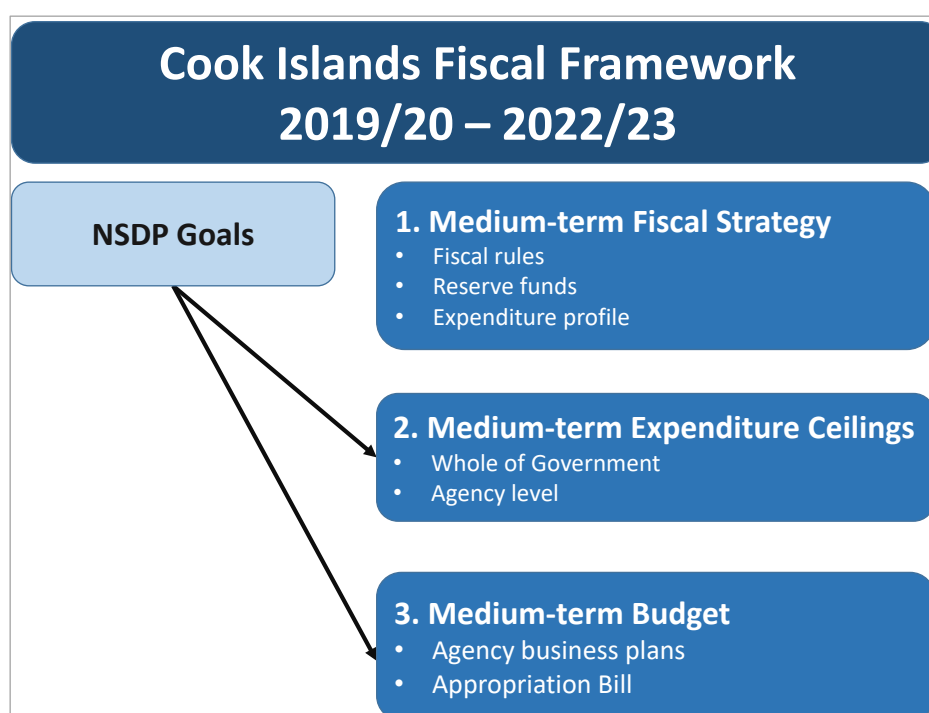 Cook Islands Fiscal Framework
2019/20 – 2022/23
NSDP Goals
1. Medium-term Fiscal Strategy
• Fiscal rules
• Reserve funds
• Expenditure profile
2. Medium-term Expenditure Ceilings
• Whole of Government
• Agency level
3. Medium-term Budget
• Agency business plans
• Appropriation Bill